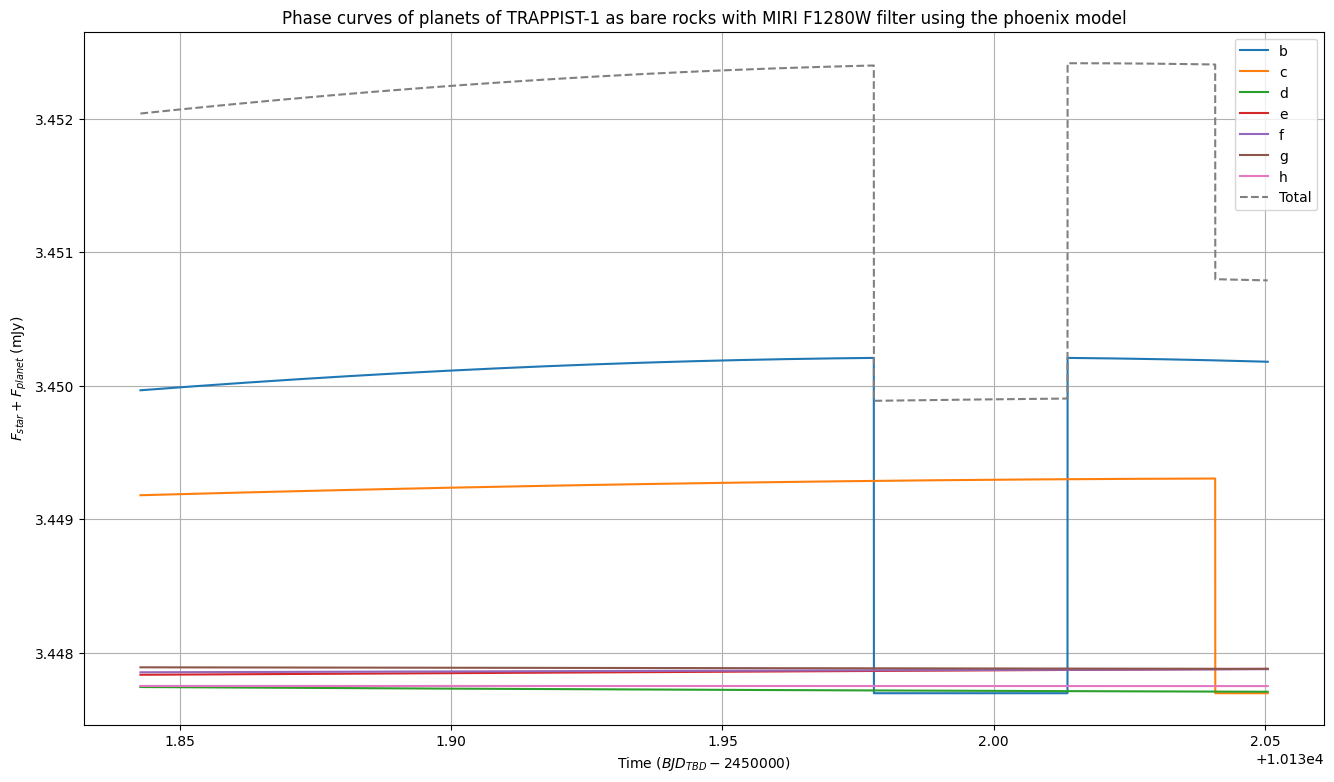 Phase curves of planets of TRAPPIST-1 as bare rocks with MIRI F1280W filter using the phoenix model
b
c
d
e
f
g
h
Total
3.452
3.451
3.450
3.449
3.448
F_{star} + F_{planet} (mJy)
1.85
1.90
1.95
2.00
2.05
+1.013e4
Time (BJD_{TBD} − 2450000)